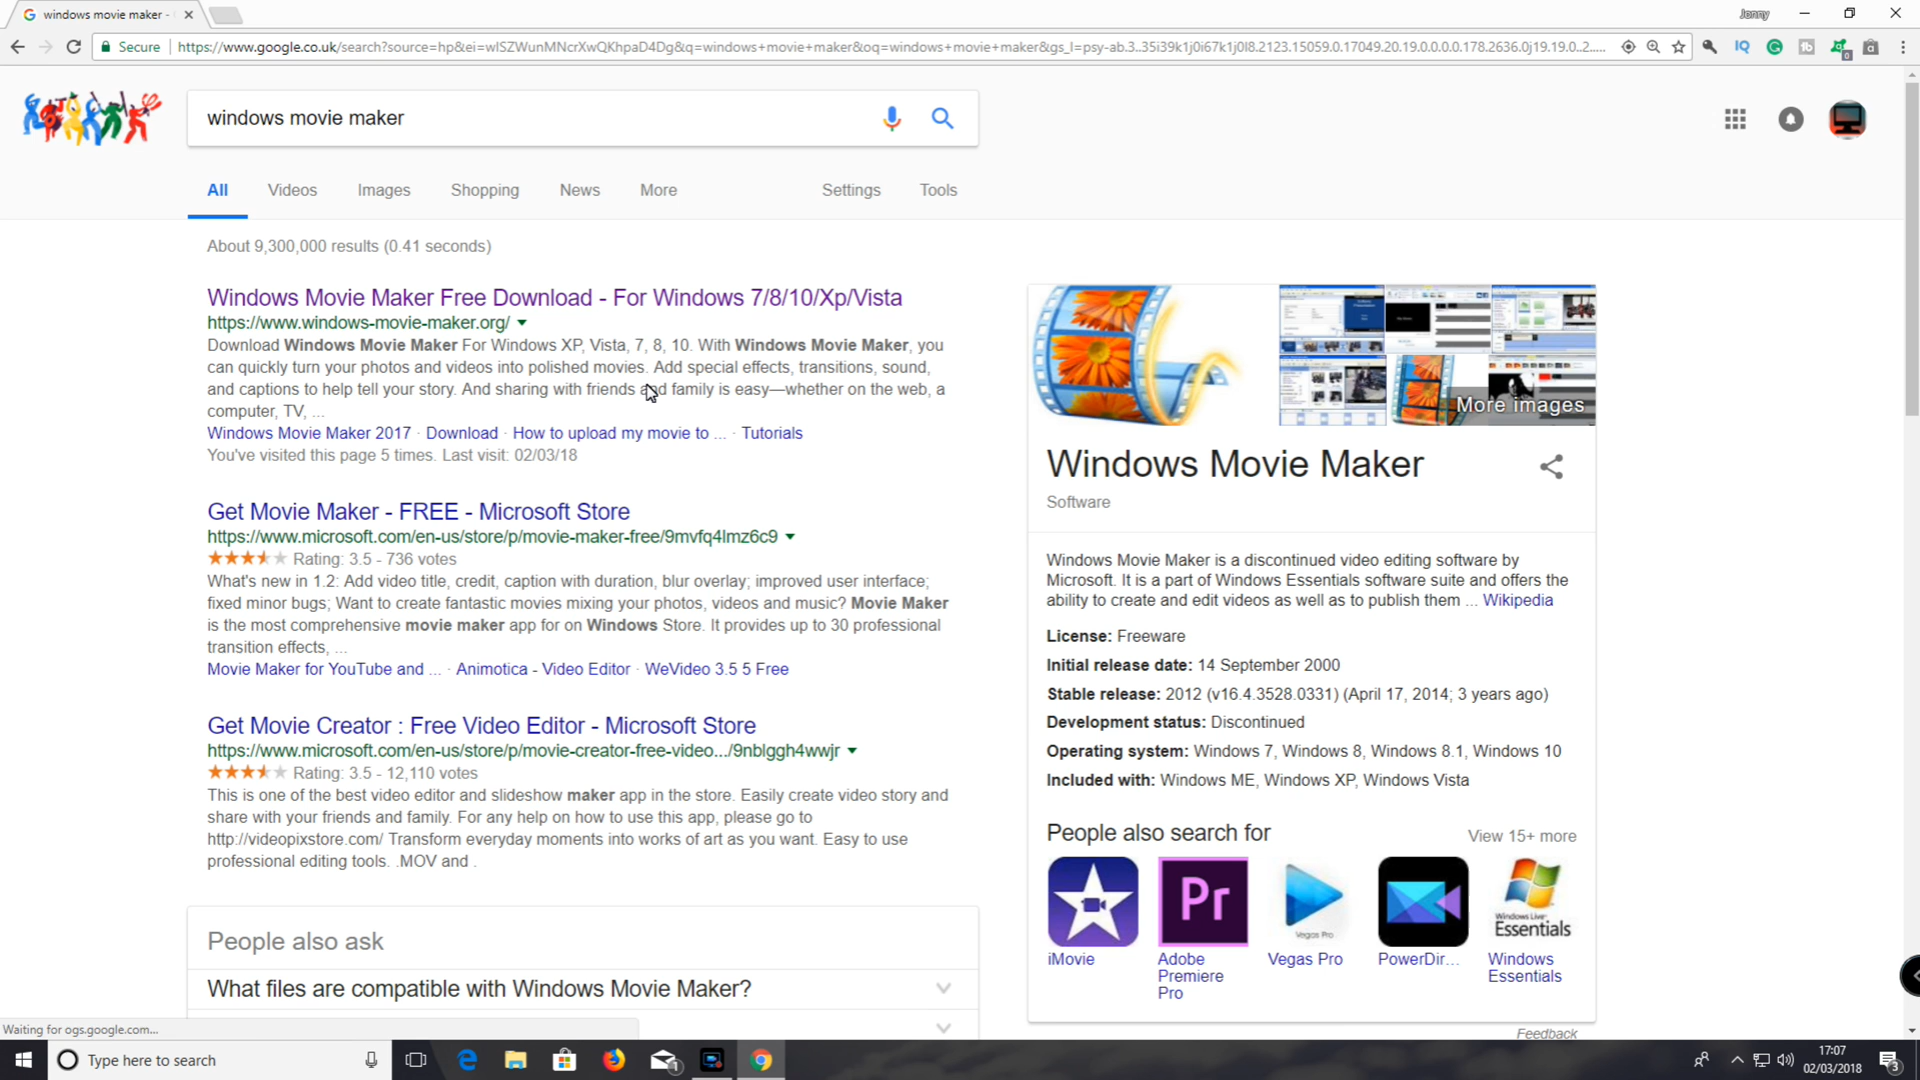 windows movie maker -
Jonny
Secure
https://www.google.co.uk/search?source=hp&ei=wlSZWunMNcrXwQKhpaD4Dg&q=windows+movie+maker&oq=windows+movie+maker&gs_l=psy-ab.3..35i39k1j0i67k1j0l8.2123.15059.0.17049.20.19.0.0.0.0.178.2636.0j19.19.0..2.....
windows movie maker
All
Videos
Images
Shopping
News
More
Settings
Tools
About 9,300,000 results (0.41 seconds)
Windows Movie Maker Free Download - For Windows 7/8/10/Xp/Vista
https://www.windows-movie-maker.org/
Download Windows Movie Maker For Windows XP, Vista, 7, 8, 10. With Windows Movie Maker, you
can quickly turn your photos and videos into polished movies. Add special effects, transitions, sound,
and captions to help tell your story. And sharing with friends and family is easy—whether on the web, a
computer, TV, ...
Windows Movie Maker 2017 · Download · How to upload my movie to ... · Tutorials
You've visited this page 5 times. Last visit: 02/03/18
Get Movie Maker - FREE - Microsoft Store
https://www.microsoft.com/en-us/store/p/movie-maker-free/9mvfq4lmz6c9
Rating: 3.5 - 736 votes
What's new in 1.2: Add video title, credit, caption with duration, blur overlay; improved user interface;
fixed minor bugs; Want to create fantastic movies mixing your photos, videos and music? Movie Maker
is the most comprehensive movie maker app for on Windows Store. It provides up to 30 professional
transition effects, ...
Movie Maker for YouTube and ... · Animotica - Video Editor · WeVideo 3.5 5 Free
Get Movie Creator : Free Video Editor - Microsoft Store
https://www.microsoft.com/en-us/store/p/movie-creator-free-video.../9nblggh4wwjr
Rating: 3.5 - 12,110 votes
This is one of the best video editor and slideshow maker app in the store. Easily create video story and
share with your friends and family. For any help on how to use this app, please go to
http://videopixstore.com/ Transform everyday moments into works of art as you want. Easy to use
professional editing tools. .MOV and .
People also ask
What files are compatible with Windows Movie Maker?
More images
Windows Movie Maker
Software
Windows Movie Maker is a discontinued video editing software by
Microsoft. It is a part of Windows Essentials software suite and offers the
ability to create and edit videos as well as to publish them ... Wikipedia
License: Freeware
Initial release date: 14 September 2000
Stable release: 2012 (v16.4.3528.0331) (April 17, 2014; 3 years ago)
Development status: Discontinued
Operating system: Windows 7, Windows 8, Windows 8.1, Windows 10
Included with: Windows ME, Windows XP, Windows Vista
People also search for
View 15+ more
Pr
Vegas Pro
Windows Live
Essentials
iMovie
Adobe
Premiere
Pro
Vegas Pro
PowerDir...
Windows
Essentials
Feedback
Waiting for ogs.google.com...
Type here to search
1
17:07
02/03/2018
3